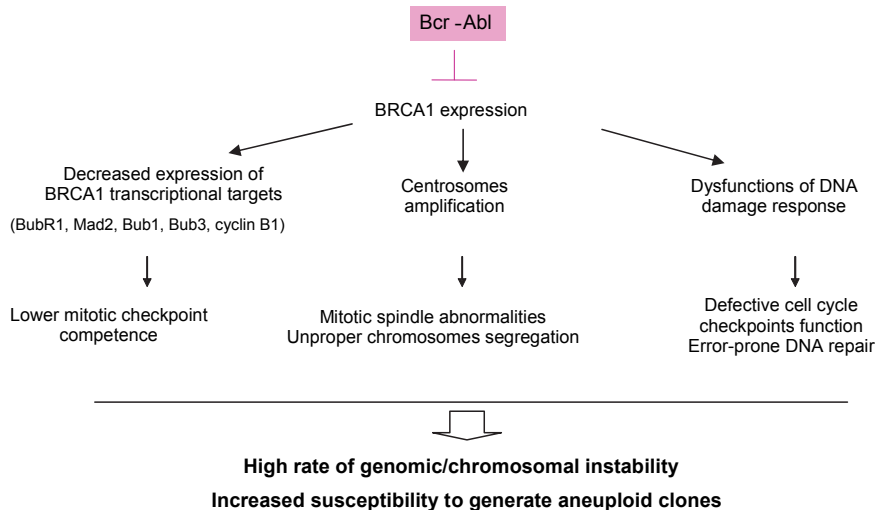 Bcr -Abl
BRCA1 expression
Decreased expression of
BRCA1 transcriptional targets
(BubR1, Mad2, Bub1, Bub3, cyclin B1)
Centrosomes
amplification
Dysfunctions of DNA
damage response
Lower mitotic checkpoint
competence
Mitotic spindle abnormalities
Unproper chromosomes segregation
Defective cell cycle
checkpoints function
Error-prone DNA repair
High rate of genomic/chromosomal instability
Increased susceptibility to generate aneuploid clones